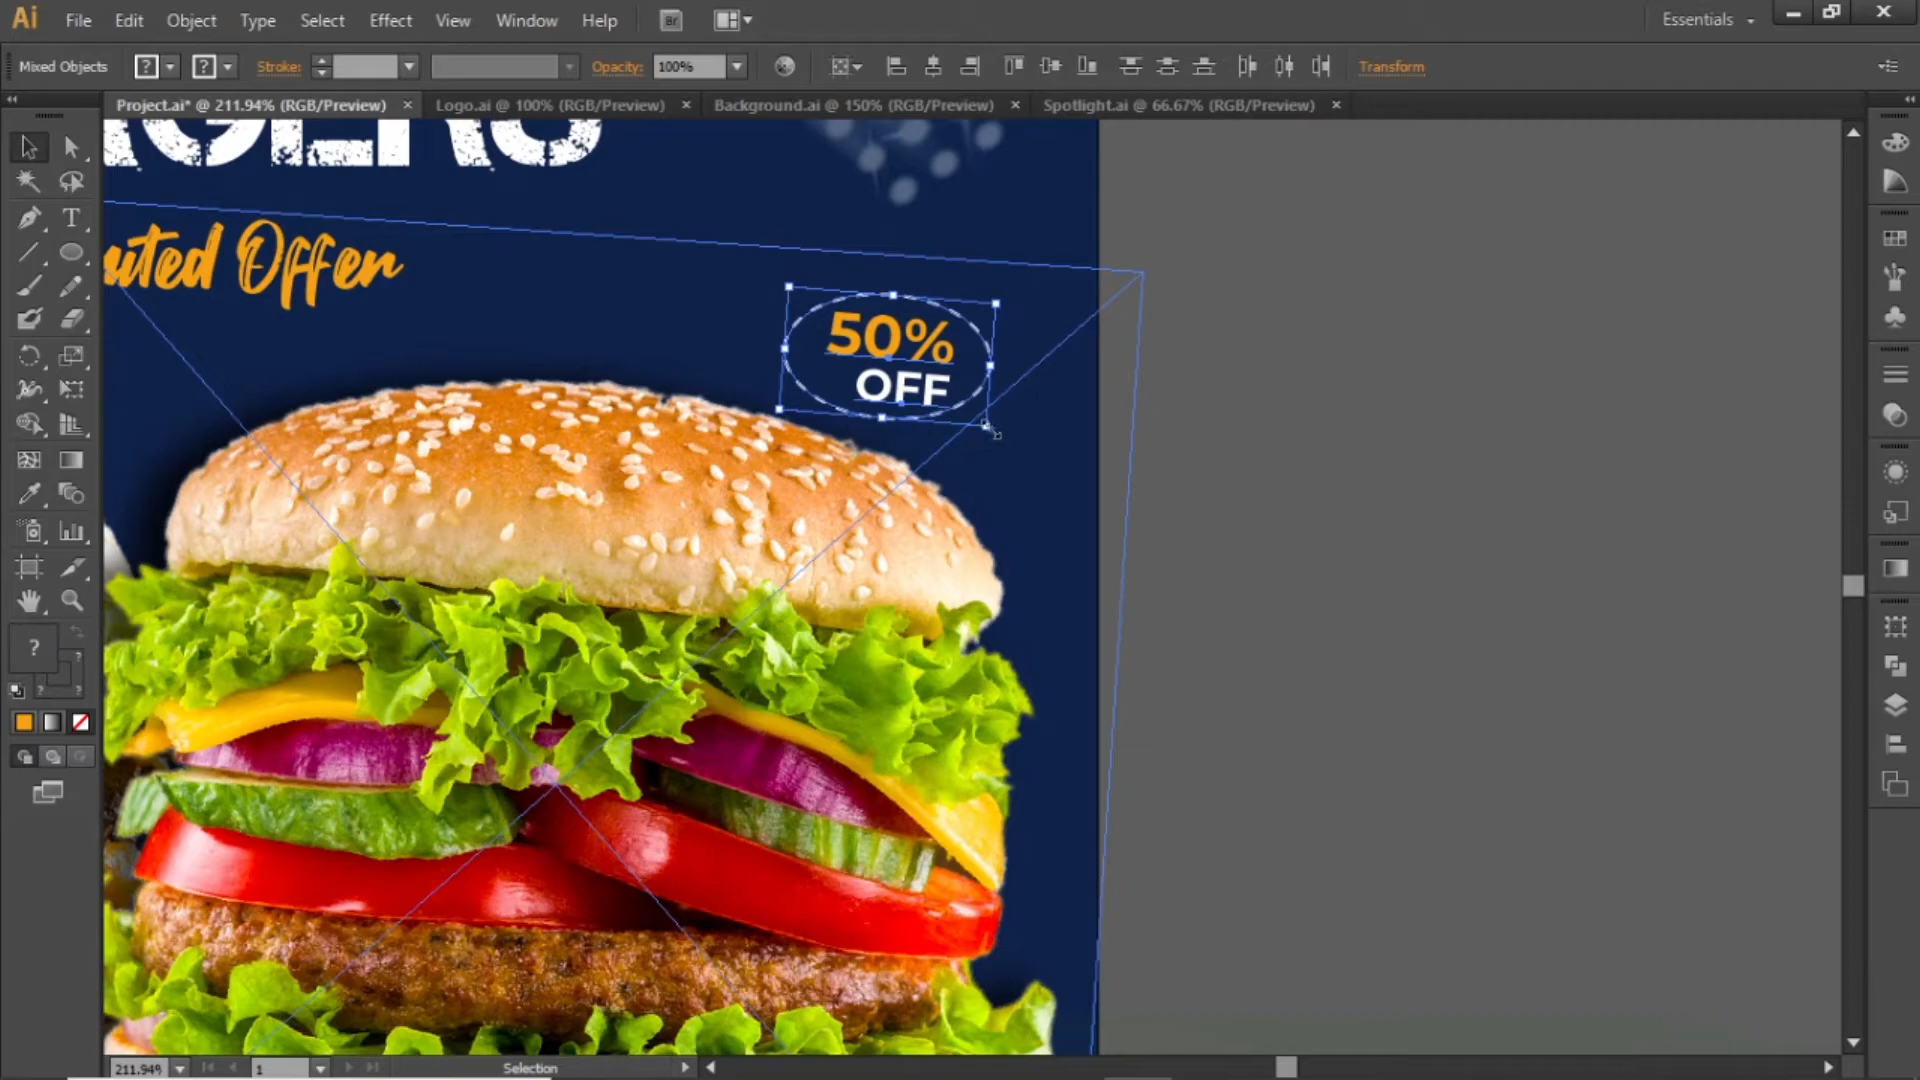 Ai File Edit Object Type Select Effect View Window Help Br Essentials
Mixed Objects ? ? Stroke: Opacity: 100% Transform
Project.ai* @ 211.94% (RGB/Preview) Logo.ai @ 100% (RGB/Preview) Background.ai @ 150% (RGB/Preview) Spotlight.ai @ 66.67% (RGB/Preview)
Offer
50%
OFF
T
?
?
? ?
211.94% 1 Selection